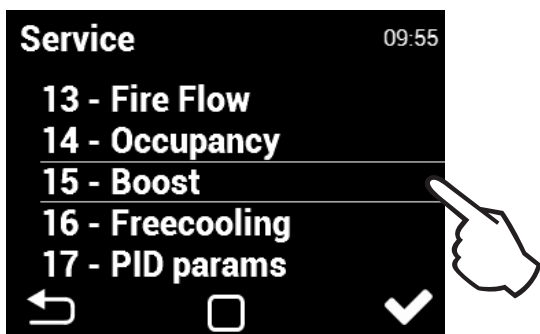 Service 09:55
13 - Fire Flow
14 - Occupancy
15 - Boost
16 - Freecooling
17 - PID params